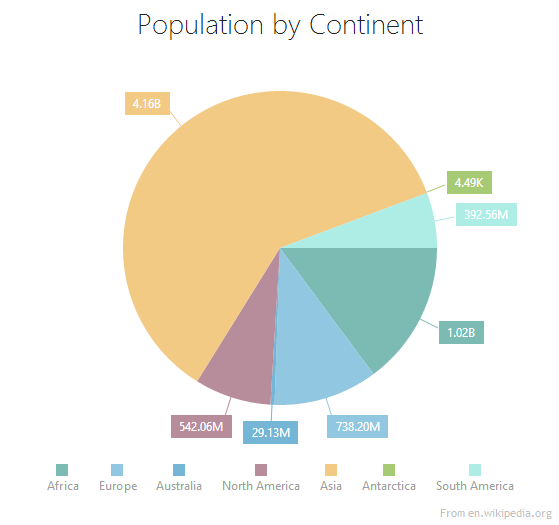 Population by Continent
4.16B
4.49K
392.56M
1.02B
542.06M
29.13M
738.20M
Africa
Europe
Australia
North America
Asia
Antarctica
South America
From en.wikipedia.org